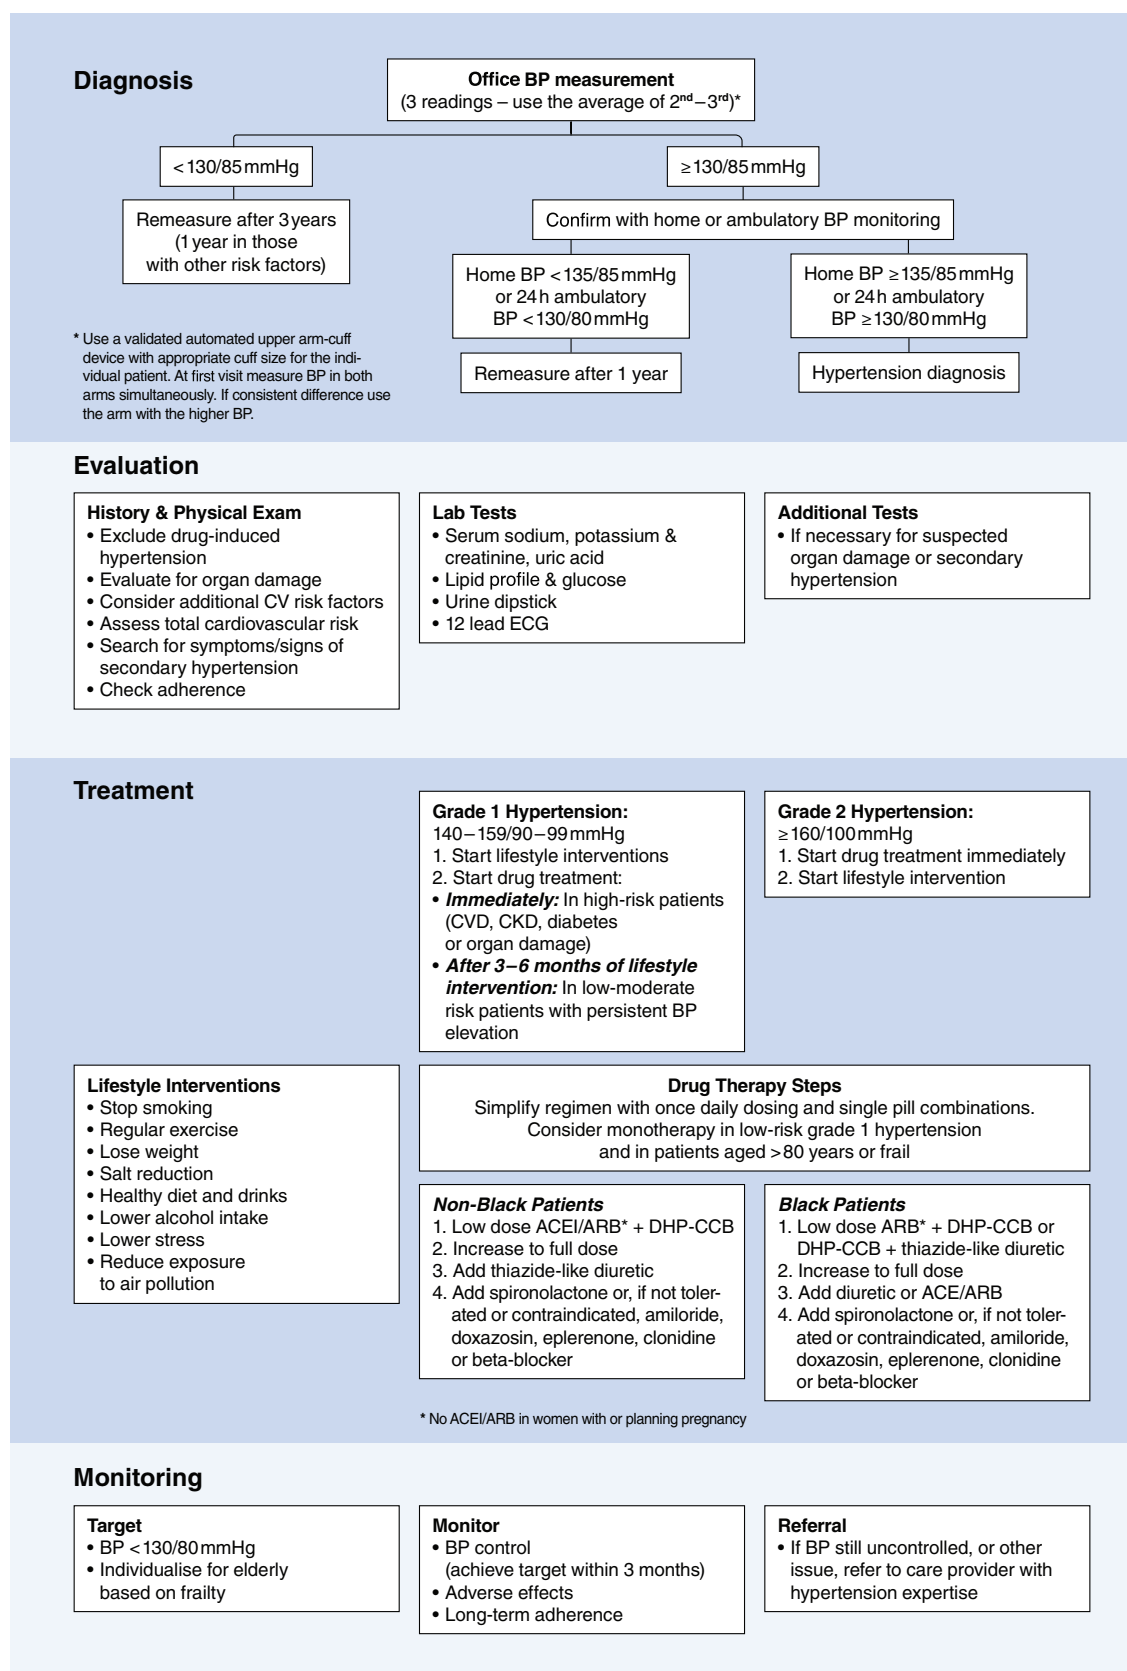 Diagnosis
Office BP measurement
(3 readings – use the average of 2nd–3rd)*
<130/85 mmHg
≥130/85 mmHg
Remeasure after 3 years
(1 year in those
with other risk factors)
Confirm with home or ambulatory BP monitoring
Home BP <135/85 mmHg
or 24 h ambulatory
BP <130/80 mmHg
Home BP ≥135/85 mmHg
or 24 h ambulatory
BP ≥130/80 mmHg
Remeasure after 1 year
Hypertension diagnosis
* Use a validated automated upper arm-cuff
device with appropriate cuff size for the indi-
vidual patient. At first visit measure BP in both
arms simultaneously. If consistent difference use
the arm with the higher BP.
Evaluation
History & Physical Exam
• Exclude drug-induced
hypertension
• Evaluate for organ damage
• Consider additional CV risk factors
• Assess total cardiovascular risk
• Search for symptoms/signs of
secondary hypertension
• Check adherence
Lab Tests
• Serum sodium, potassium &
creatinine, uric acid
• Lipid profile & glucose
• Urine dipstick
• 12 lead ECG
Additional Tests
• If necessary for suspected
organ damage or secondary
hypertension
Treatment
Grade 1 Hypertension:
140–159/90–99 mmHg
1. Start lifestyle interventions
2. Start drug treatment:
• Immediately: In high-risk patients
(CVD, CKD, diabetes
or organ damage)
• After 3–6 months of lifestyle
intervention: In low-moderate
risk patients with persistent BP
elevation
Grade 2 Hypertension:
≥160/100 mmHg
1. Start drug treatment immediately
2. Start lifestyle intervention
Lifestyle Interventions
• Stop smoking
• Regular exercise
• Lose weight
• Salt reduction
• Healthy diet and drinks
• Lower alcohol intake
• Lower stress
• Reduce exposure
to air pollution
Drug Therapy Steps
Simplify regimen with once daily dosing and single pill combinations.
Consider monotherapy in low-risk grade 1 hypertension
and in patients aged >80 years or frail
Non-Black Patients
1. Low dose ACEI/ARB* + DHP-CCB
2. Increase to full dose
3. Add thiazide-like diuretic
4. Add spironolactone or, if not toler-
ated or contraindicated, amiloride,
doxazosin, eplerenone, clonidine
or beta-blocker
Black Patients
1. Low dose ARB* + DHP-CCB or
DHP-CCB + thiazide-like diuretic
2. Increase to full dose
3. Add diuretic or ACE/ARB
4. Add spironolactone or, if not toler-
ated or contraindicated, amiloride,
doxazosin, eplerenone, clonidine
or beta-blocker
* No ACEI/ARB in women with or planning pregnancy
Monitoring
Target
• BP <130/80 mmHg
• Individualise for elderly
based on frailty
Monitor
• BP control
(achieve target within 3 months)
• Adverse effects
• Long-term adherence
Referral
• If BP still uncontrolled, or other
issue, refer to care provider with
hypertension expertise